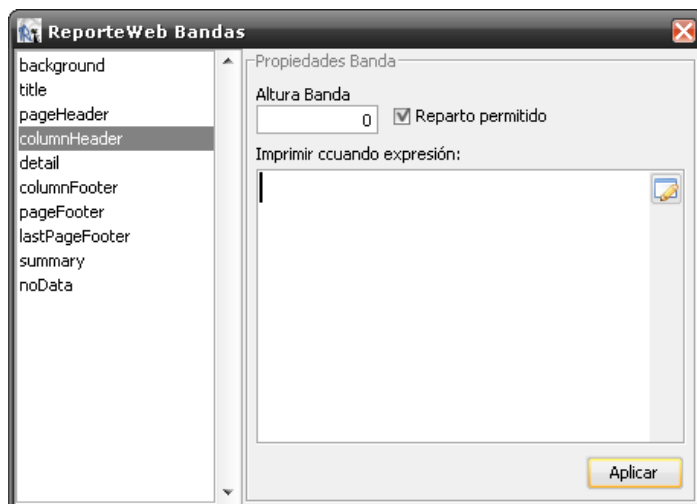 ReporteWeb Bandas
background
title
pageHeader
columnHeader
detail
columnFooter
pageFooter
lastPageFooter
summary
noData
Propiedades Banda
Altura Banda
0
Reparto permitido
Imprimir ccuando expresión:
Aplicar